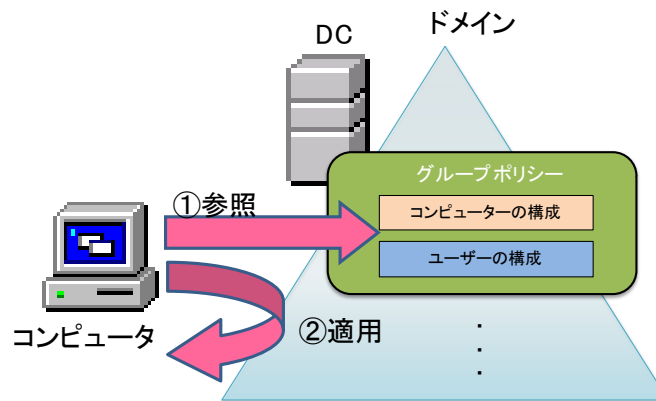 ドメイン
DC
グループポリシー
①参照
コンピューターの構成
ユーザーの構成
②適用
コンピュータ